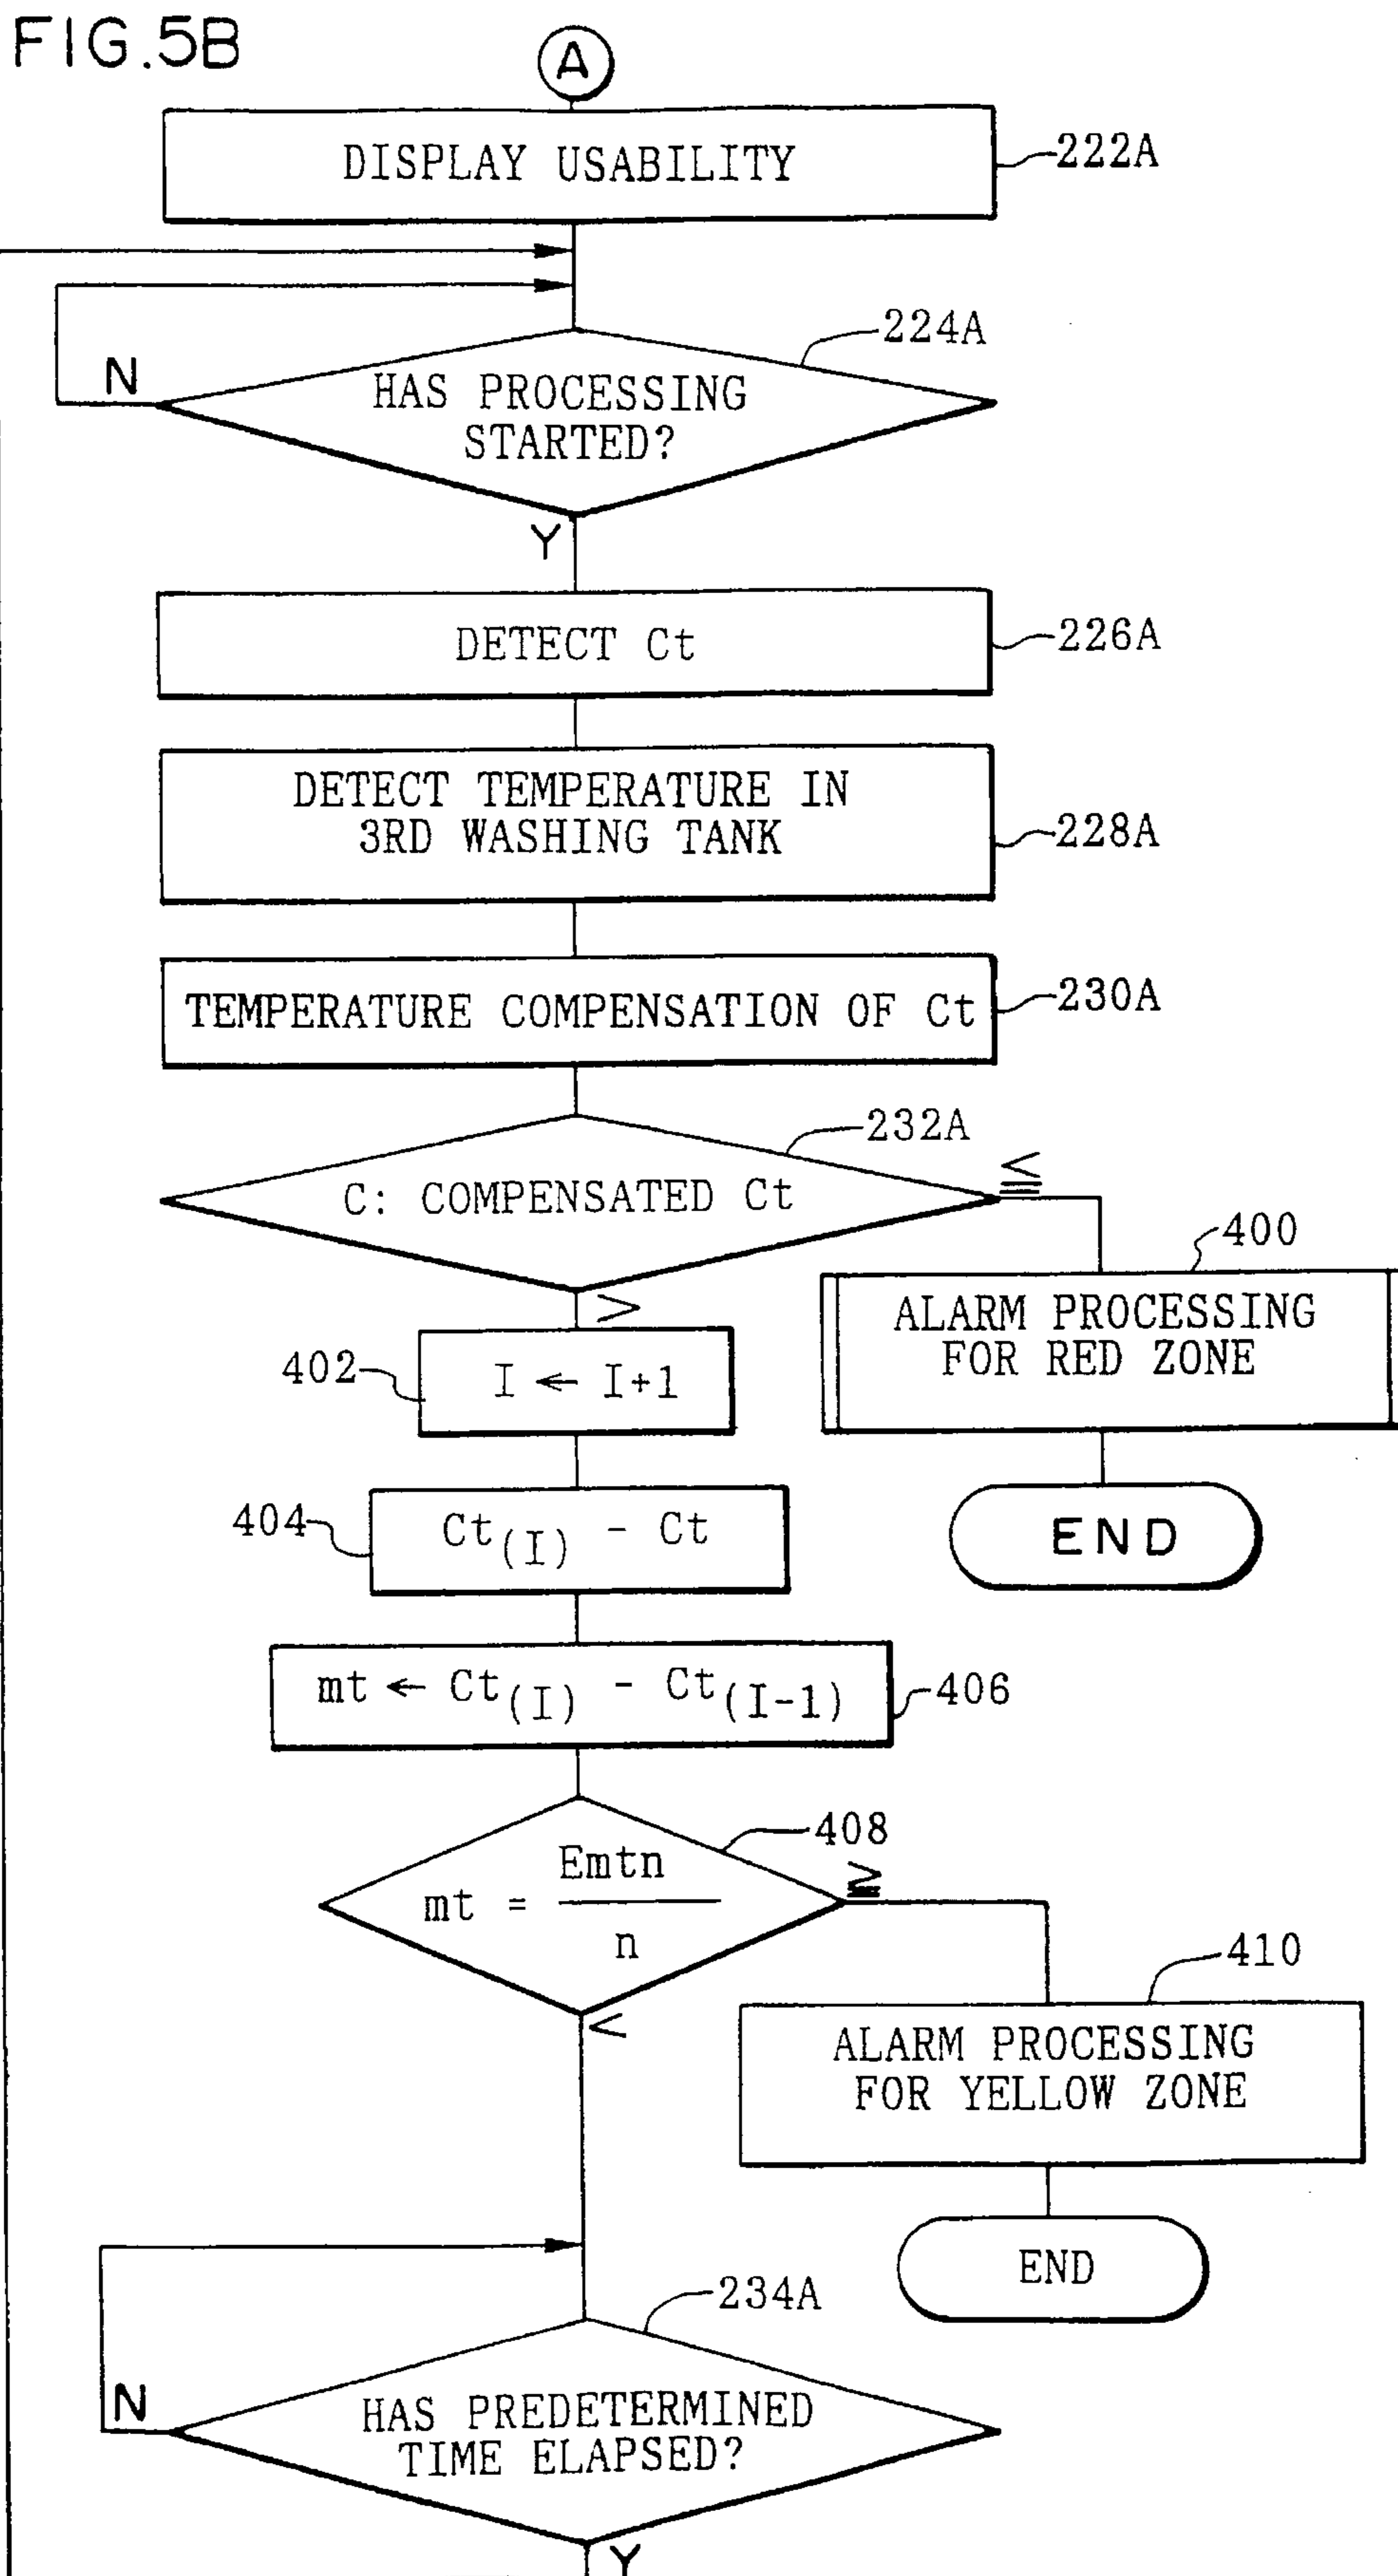 FIG.5B
A
DISPLAY USABILITY
222A
224A
N
HAS PROCESSING
STARTED?
Y
DETECT Ct
226A
DETECT TEMPERATURE IN
3RD WASHING TANK
228A
TEMPERATURE COMPENSATION OF Ct
230A
232A
C: COMPENSATED Ct
≦
400
ALARM PROCESSING
FOR RED ZONE
END
>
402
I ← I+1
404
Ct(I) - Ct
mt ← Ct(I) - Ct(I-1)
406
408
mt = Emtn
n
≧
410
ALARM PROCESSING
FOR YELLOW ZONE
END
<
234A
N
HAS PREDETERMINED
TIME ELAPSED?
Y